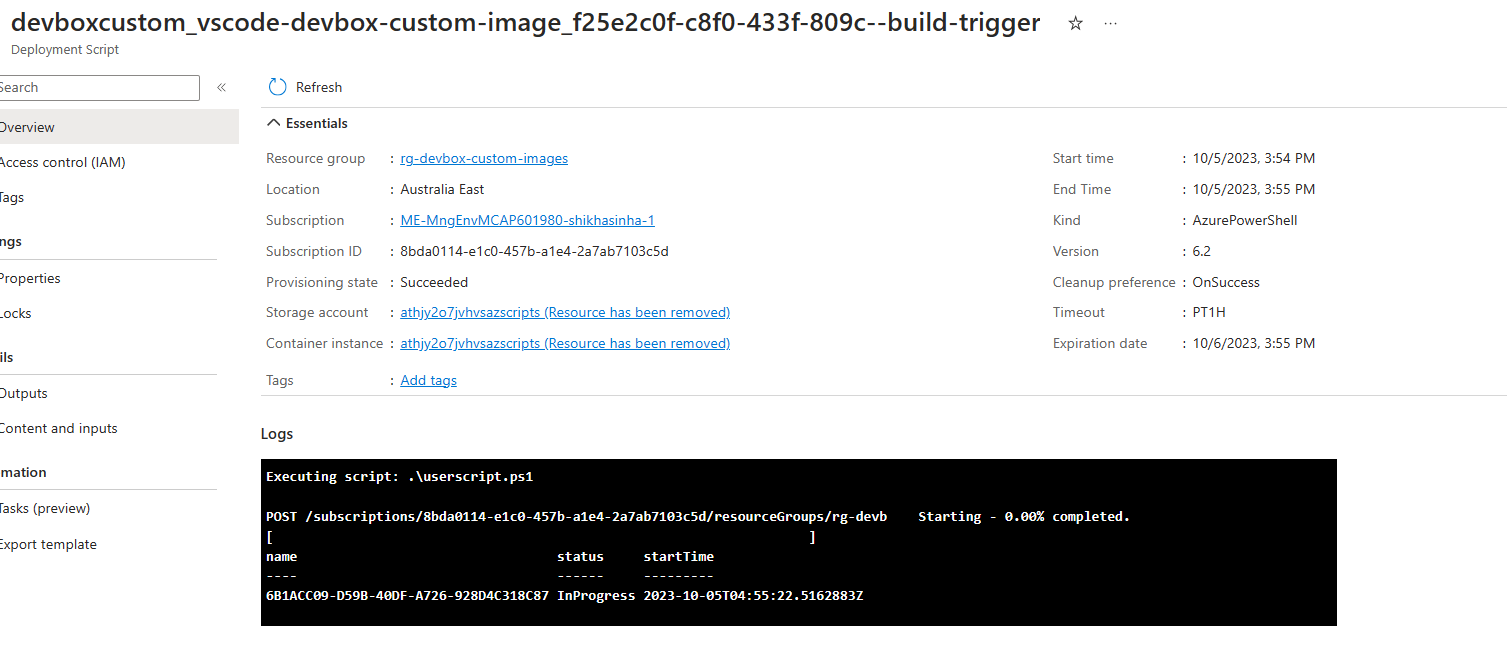 devboxcustom_vscode-devbox-custom-image_f25e2c0f-c8f0-433f-809c--build-trigger
Deployment Script
Search
Refresh
Overview
Access control (IAM)
Tags
ngs
Properties
Locks
ils
Outputs
Content and inputs
mation
Tasks (preview)
Export template
Essentials
Resource group : rg-devbox-custom-images
Location : Australia East
Subscription : ME-MngEnvMCAP601980-shikhasinha-1
Subscription ID : 8bda0114-e1c0-457b-a1e4-2a7ab7103c5d
Provisioning state : Succeeded
Storage account : athjy2o7jvhvsazscripts (Resource has been removed)
Container instance : athjy2o7jvhvsazscripts (Resource has been removed)
Tags : Add tags
Start time : 10/5/2023, 3:54 PM
End Time : 10/5/2023, 3:55 PM
Kind : AzurePowerShell
Version : 6.2
Cleanup preference : OnSuccess
Timeout : PT1H
Expiration date : 10/6/2023, 3:55 PM
Logs
Executing script: .\userscript.ps1
POST /subscriptions/8bda0114-e1c0-457b-a1e4-2a7ab7103c5d/resourceGroups/rg-devb    Starting - 0.00% completed.
[ ]
name status startTime
---- ------ ---------
6B1ACC09-D59B-40DF-A726-928D4C318C87 InProgress 2023-10-05T04:55:22.5162883Z